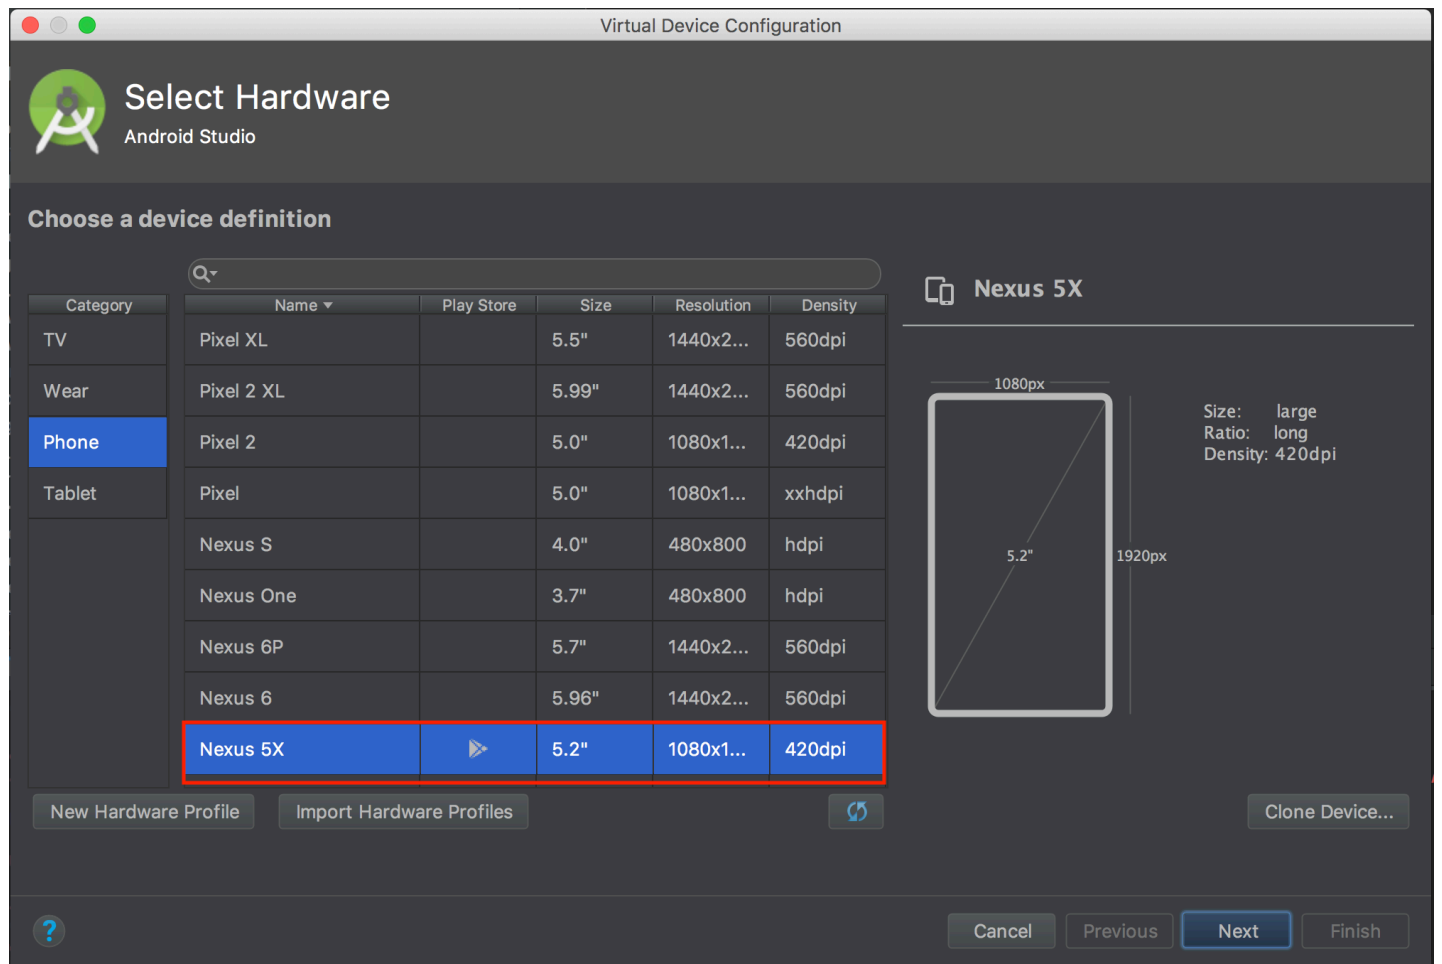 Virtual Device Configuration
Select Hardware
Android Studio
Choose a device definition
Category
TV
Wear
Phone
Tablet
Name Play Store Size Resolution Density
Pixel XL 5.5" 1440x2... 560dpi
Pixel 2 XL 5.99" 1440x2... 560dpi
Pixel 2 5.0" 1080x1... 420dpi
Pixel 5.0" 1080x1... xxhdpi
Nexus S 4.0" 480x800 hdpi
Nexus One 3.7" 480x800 hdpi
Nexus 6P 5.7" 1440x2... 560dpi
Nexus 6 5.96" 1440x2... 560dpi
Nexus 5X 5.2" 1080x1... 420dpi
Nexus 5X
1080px
5.2"
1920px
Size: large
Ratio: long
Density: 420dpi
New Hardware Profile Import Hardware Profiles Clone Device...
? Cancel Previous Next Finish